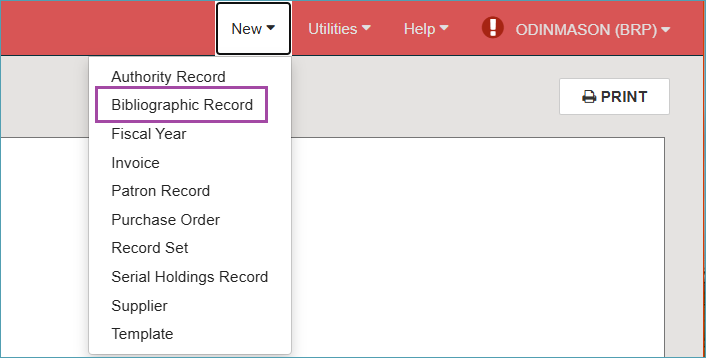 New Utilities Help ! ODINMASON (BRP)
Authority Record
Bibliographic Record
PRINT
Fiscal Year
Invoice
Patron Record
Purchase Order
Record Set
Serial Holdings Record
Supplier
Template